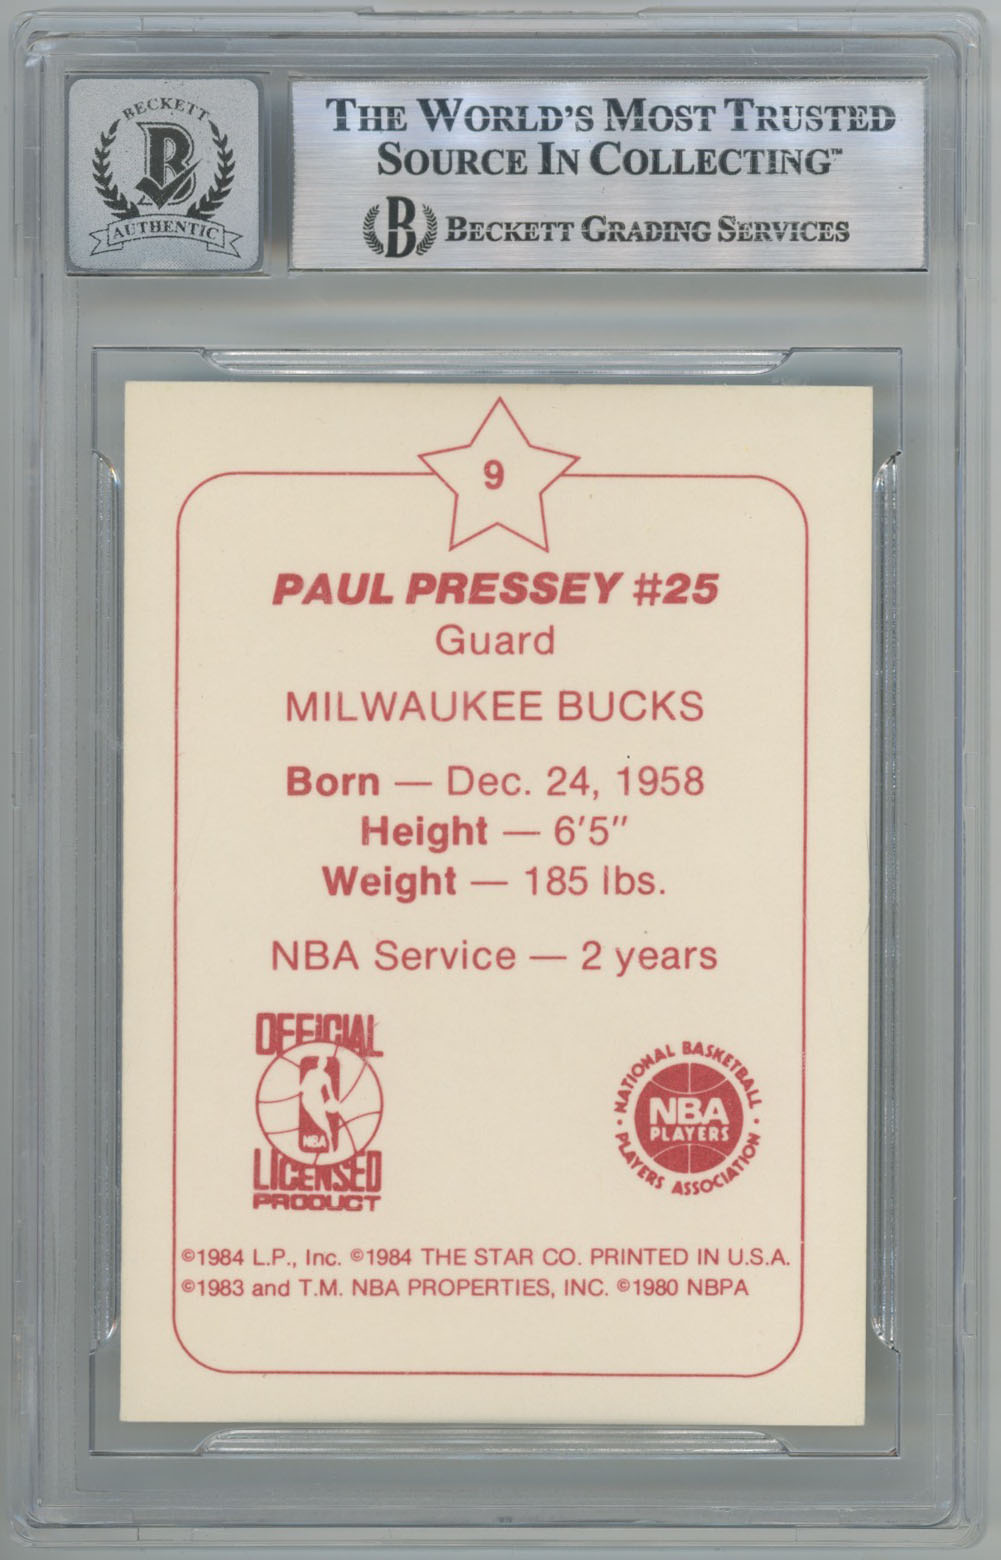 BECKETT
B
AUTHENTIC
THE WORLD'S MOST TRUSTED
SOURCE IN COLLECTING™
B BECKETT GRADING SERVICES
9
PAUL PRESSEY #25
Guard
MILWAUKEE BUCKS
Born — Dec. 24, 1958
Height — 6'5"
Weight — 185 lbs.
NBA Service — 2 years
OFFICIAL
NBA
LICENSED
PRODUCT
NATIONAL BASKETBALL
NBA
PLAYERS
• PLAYERS ASSOCIATION •
©1984 L.P., Inc. ©1984 THE STAR CO. PRINTED IN U.S.A.
©1983 and T.M. NBA PROPERTIES, INC. ©1980 NBPA